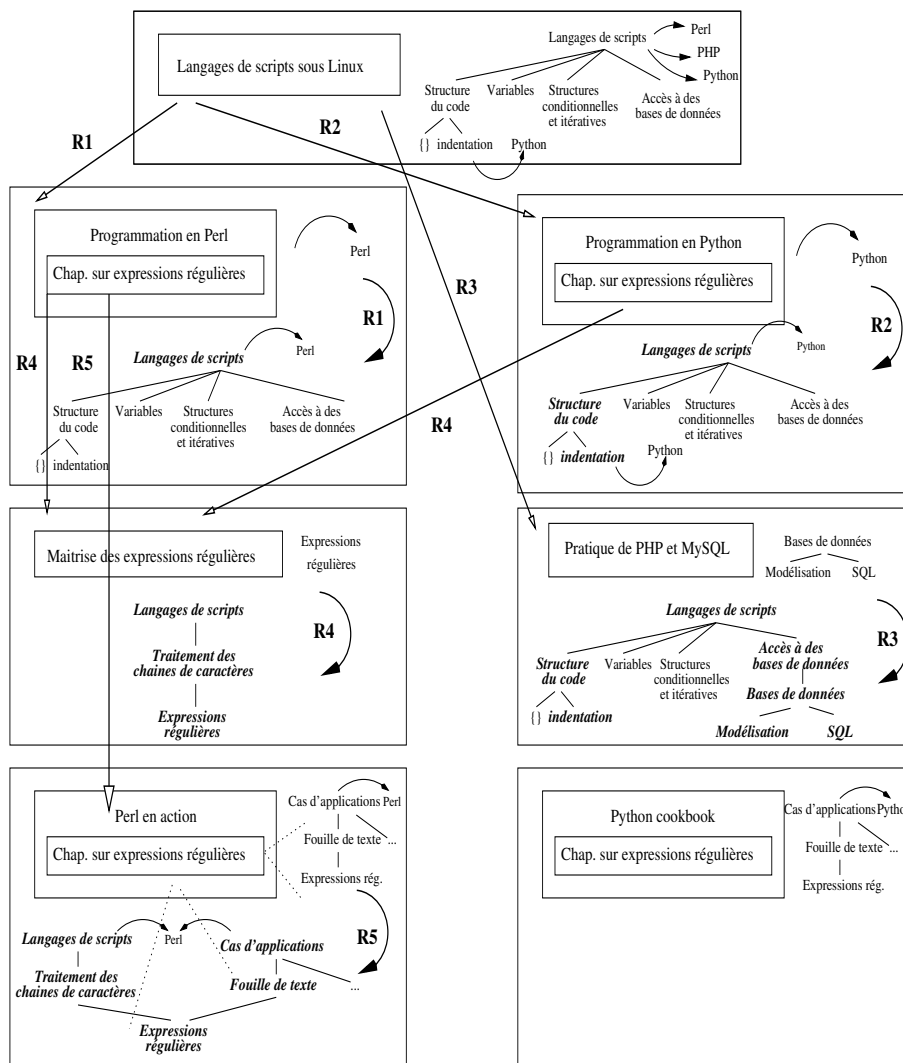 Langages de scripts sous Linux
Langages de scripts
Perl
PHP
Python
Structure
du code
Variables
Structures
conditionnelles
et itératives
Accès à des
bases de données
{} indentation
Python
R1
R2
R3
Programmation en Perl
Chap. sur expressions régulières
Perl
R1
R4
R5
Langages de scripts
Perl
Structure
du code
Variables
Structures
conditionnelles
et itératives
Accès à des
bases de données
{} indentation
Programmation en Python
Chap. sur expressions régulières
Python
R2
R4
Langages de scripts
Python
Structure
du code
Variables
Structures
conditionnelles
et itératives
Accès à des
bases de données
{} indentation
Python
Maitrise des expressions régulières
Expressions
régulières
R4
Langages de scripts
Traitement des
chaines de caractères
Expressions
régulières
Pratique de PHP et MySQL
Bases de données
Modélisation
SQL
R3
Langages de scripts
Structure
du code
Variables
Structures
conditionnelles
et itératives
Accès à des
bases de données
{} indentation
Bases de données
Modélisation
SQL
Perl en action
Chap. sur expressions régulières
Cas d'applications
Perl
Fouille de texte
...
Expressions rég.
R5
Langages de scripts
Perl
Cas d'applications
Traitement des
chaines de caractères
Fouille de texte
...
Expressions
régulières
Python cookbook
Chap. sur expressions régulières
Cas d'applications
Python
Fouille de texte
...
Expressions rég.